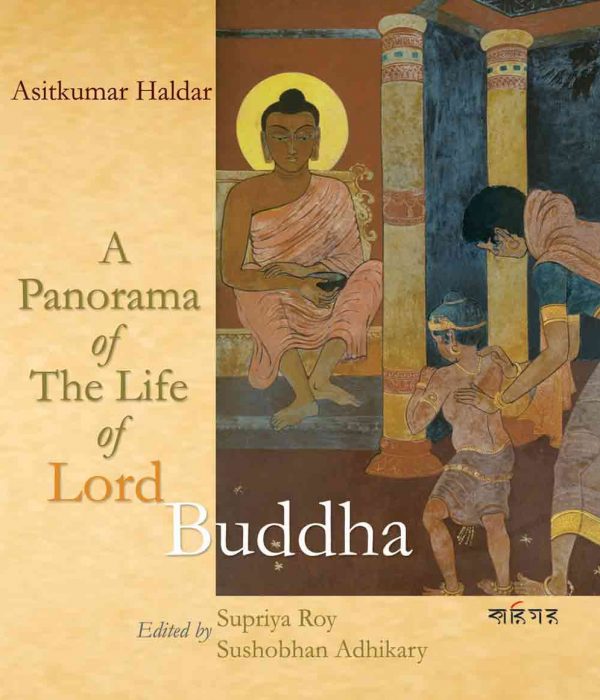 Asitkumar Haldar
A
Panorama
of
The Life
of
Lord
Buddha
Edited by Supriya Roy
Sushobhan Adhikary
কারিগর